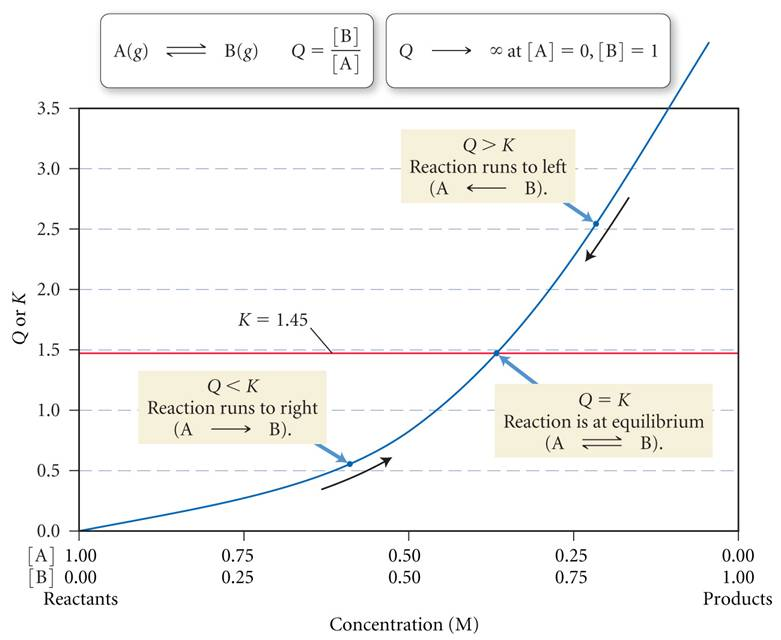 A(g) ⇌ B(g) Q = [B]/[A]
Q ⟶ ∞ at [A] = 0, [B] = 1
3.5
3.0
2.5
2.0
1.5
1.0
0.5
0.0
Q or K
Q > K
Reaction runs to left
(A ⟵ B).
K = 1.45
Q < K
Reaction runs to right
(A ⟶ B).
Q = K
Reaction is at equilibrium
(A ⇌ B).
[A] 1.00 0.75 0.50 0.25 0.00
[B] 0.00 0.25 0.50 0.75 1.00
Reactants Products
Concentration (M)